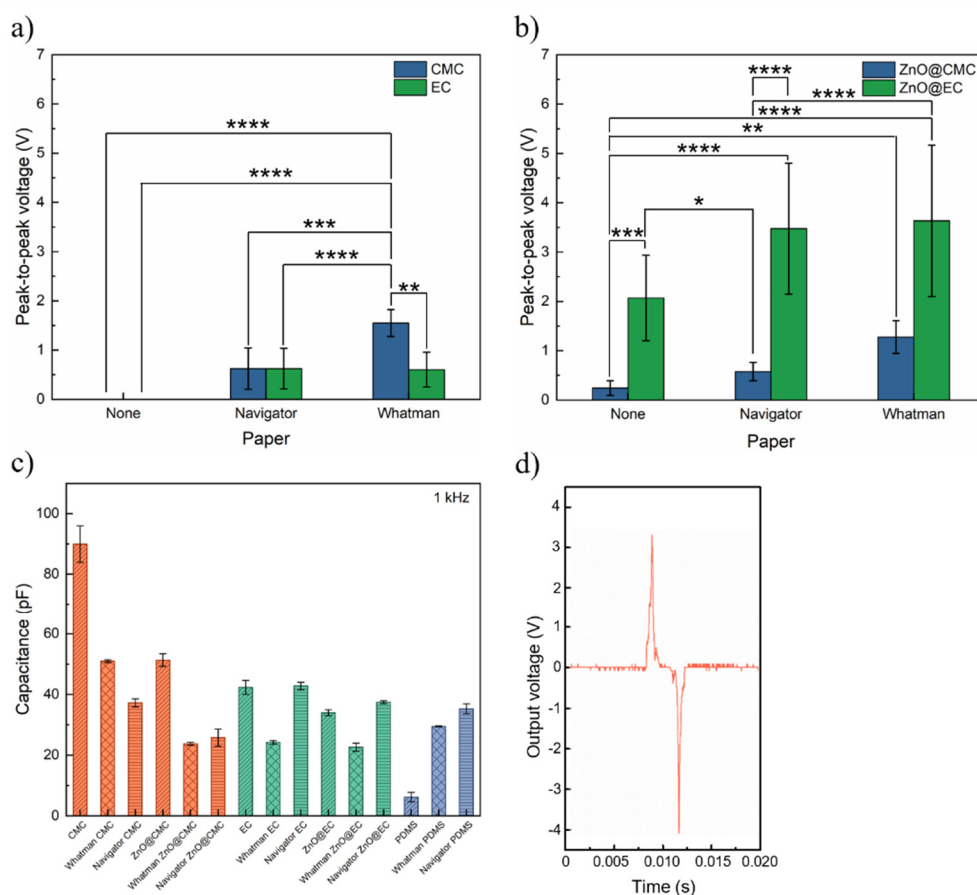 a)
7
6
5
4
3
2
1
0
Peak-to-peak voltage (V)
CMC
EC
****
****
***
****
**
None
Navigator
Whatman
Paper
b)
7
6
5
4
3
2
1
0
Peak-to-peak voltage (V)
ZnO@CMC
ZnO@EC
****
****
****
**
****
*
***
None
Navigator
Whatman
Paper
c)
1 kHz
100
80
60
40
20
0
Capacitance (pF)
CMC
Whatman CMC
Navigator CMC
ZnO@CMC
Whatman ZnO@CMC
Navigator ZnO@CMC
EC
Whatman EC
Navigator EC
ZnO@EC
Whatman ZnO@EC
Navigator ZnO@EC
PDMS
Whatman PDMS
Navigator PDMS
d)
4
3
2
1
0
-1
-2
-3
-4
Output voltage (V)
0
0.005
0.010
0.015
0.020
Time (s)